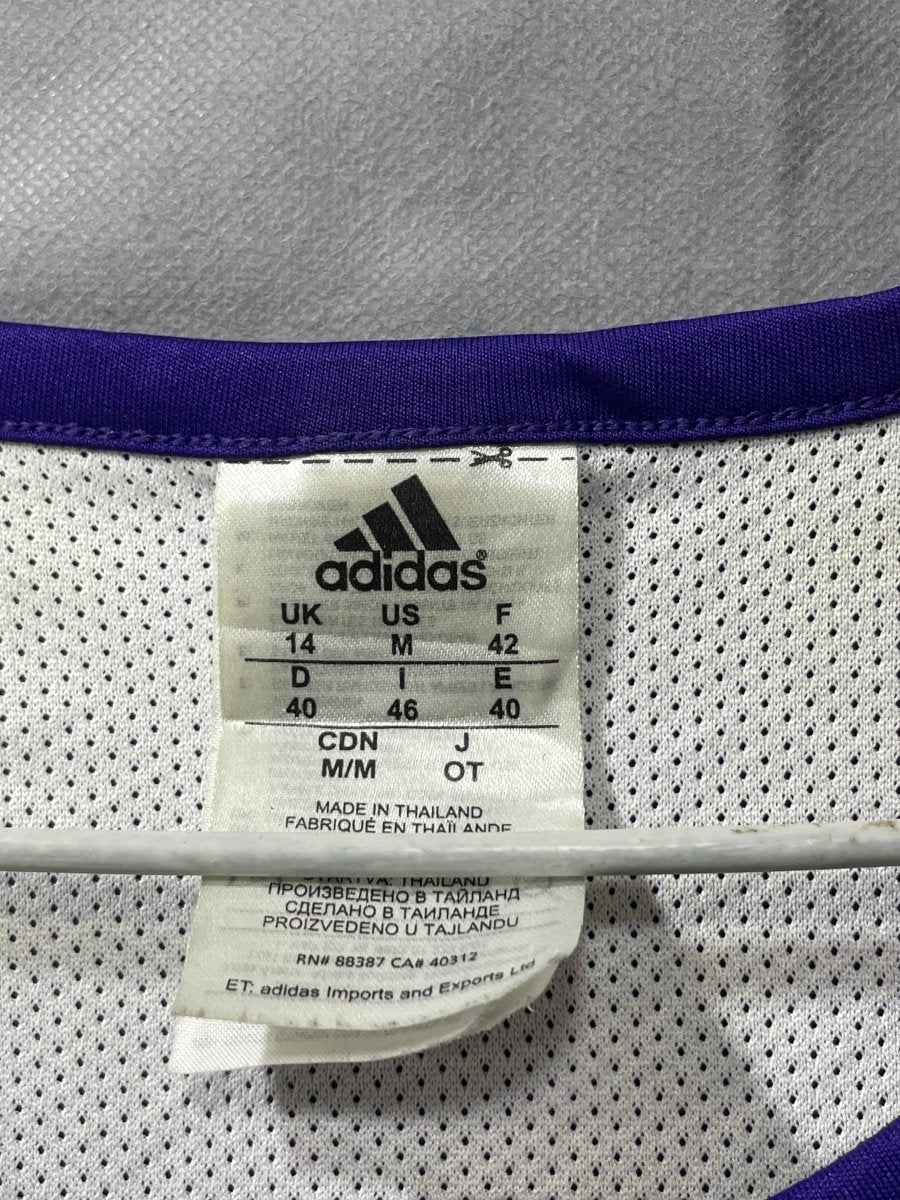 adidas®
UK US F
14 M 42
D I E
40 46 40
CDN J
M/M OT
MADE IN THAILAND
FABRIQUÉ EN THAÏLANDE
THAILAND
ПРОИЗВЕДЕНО В ТАЙЛАНД
СДЕЛАНО В ТАИЛАНДЕ
PROIZVEDENO U TAJLANDU
RN# 88387 CA# 40312
ET: adidas Imports and Exports Ltd